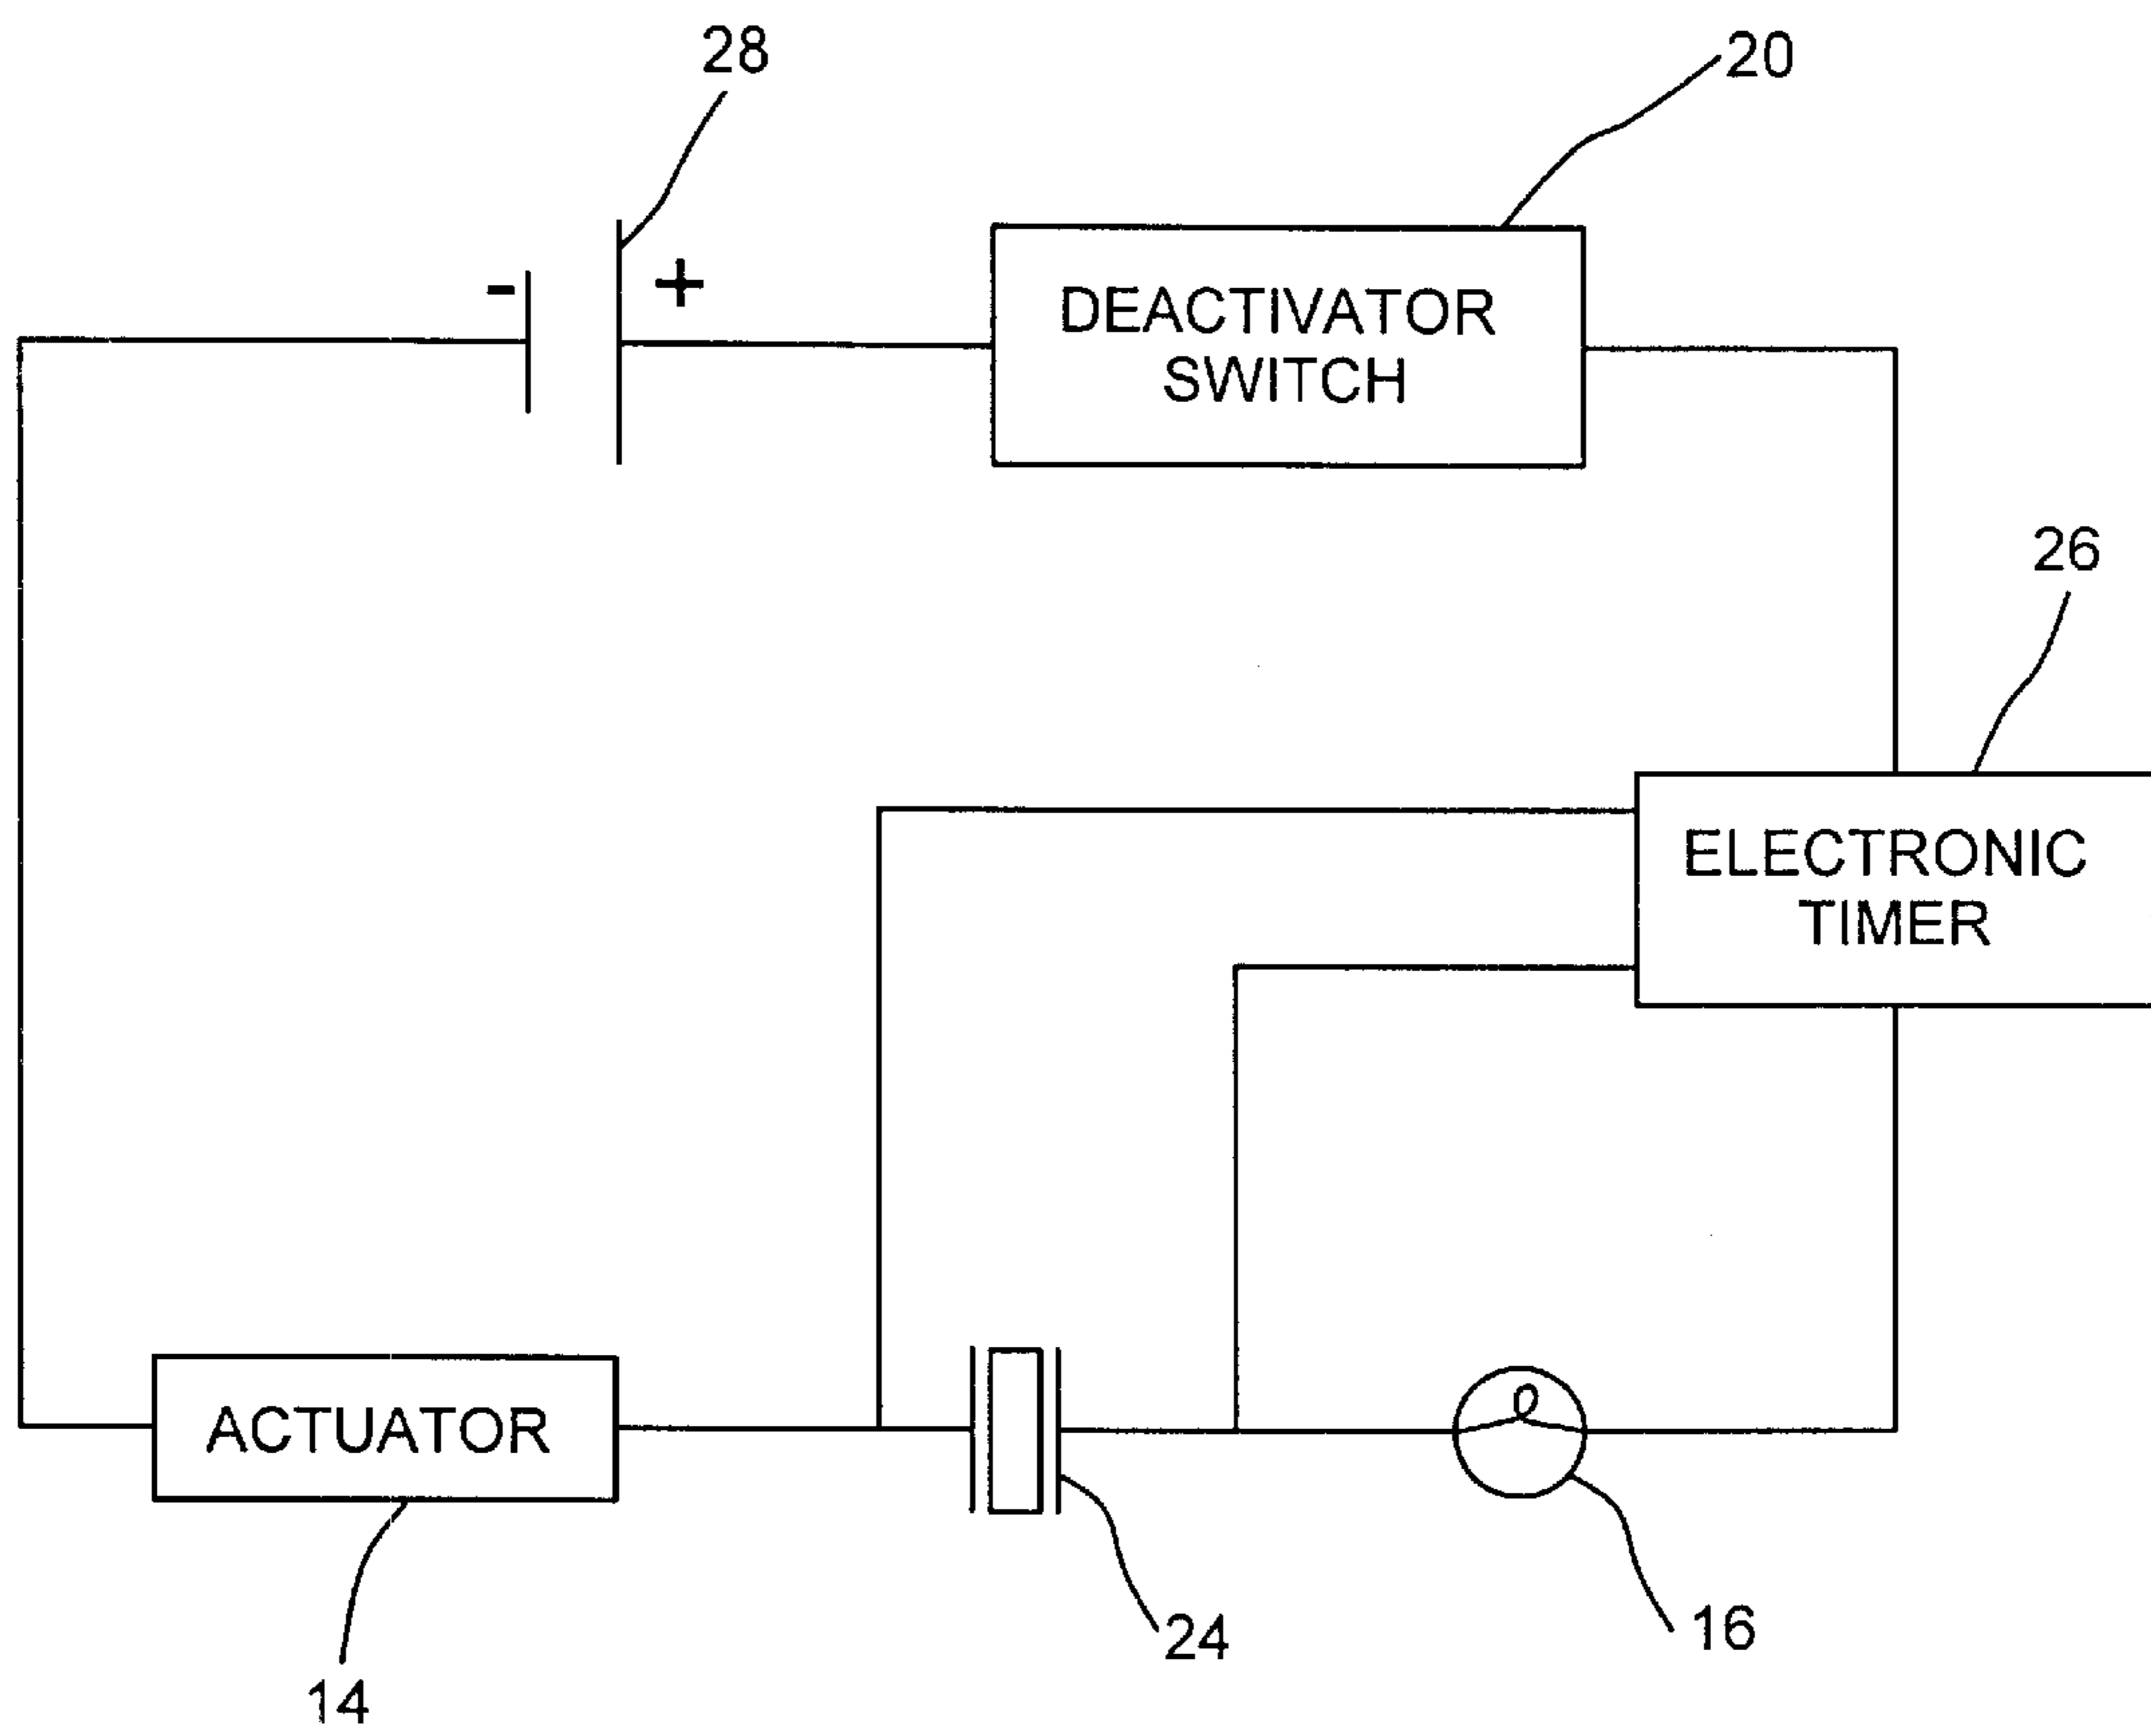 28
20
-
+
DEACTIVATOR
SWITCH
26
ELECTRONIC
TIMER
ACTUATOR
24
16
14